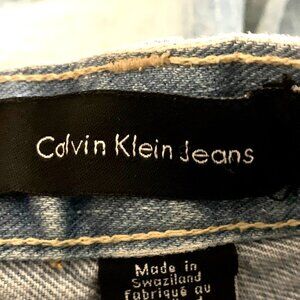 Calvin Klein Jeans
Made in
Swaziland
Fabriqué au